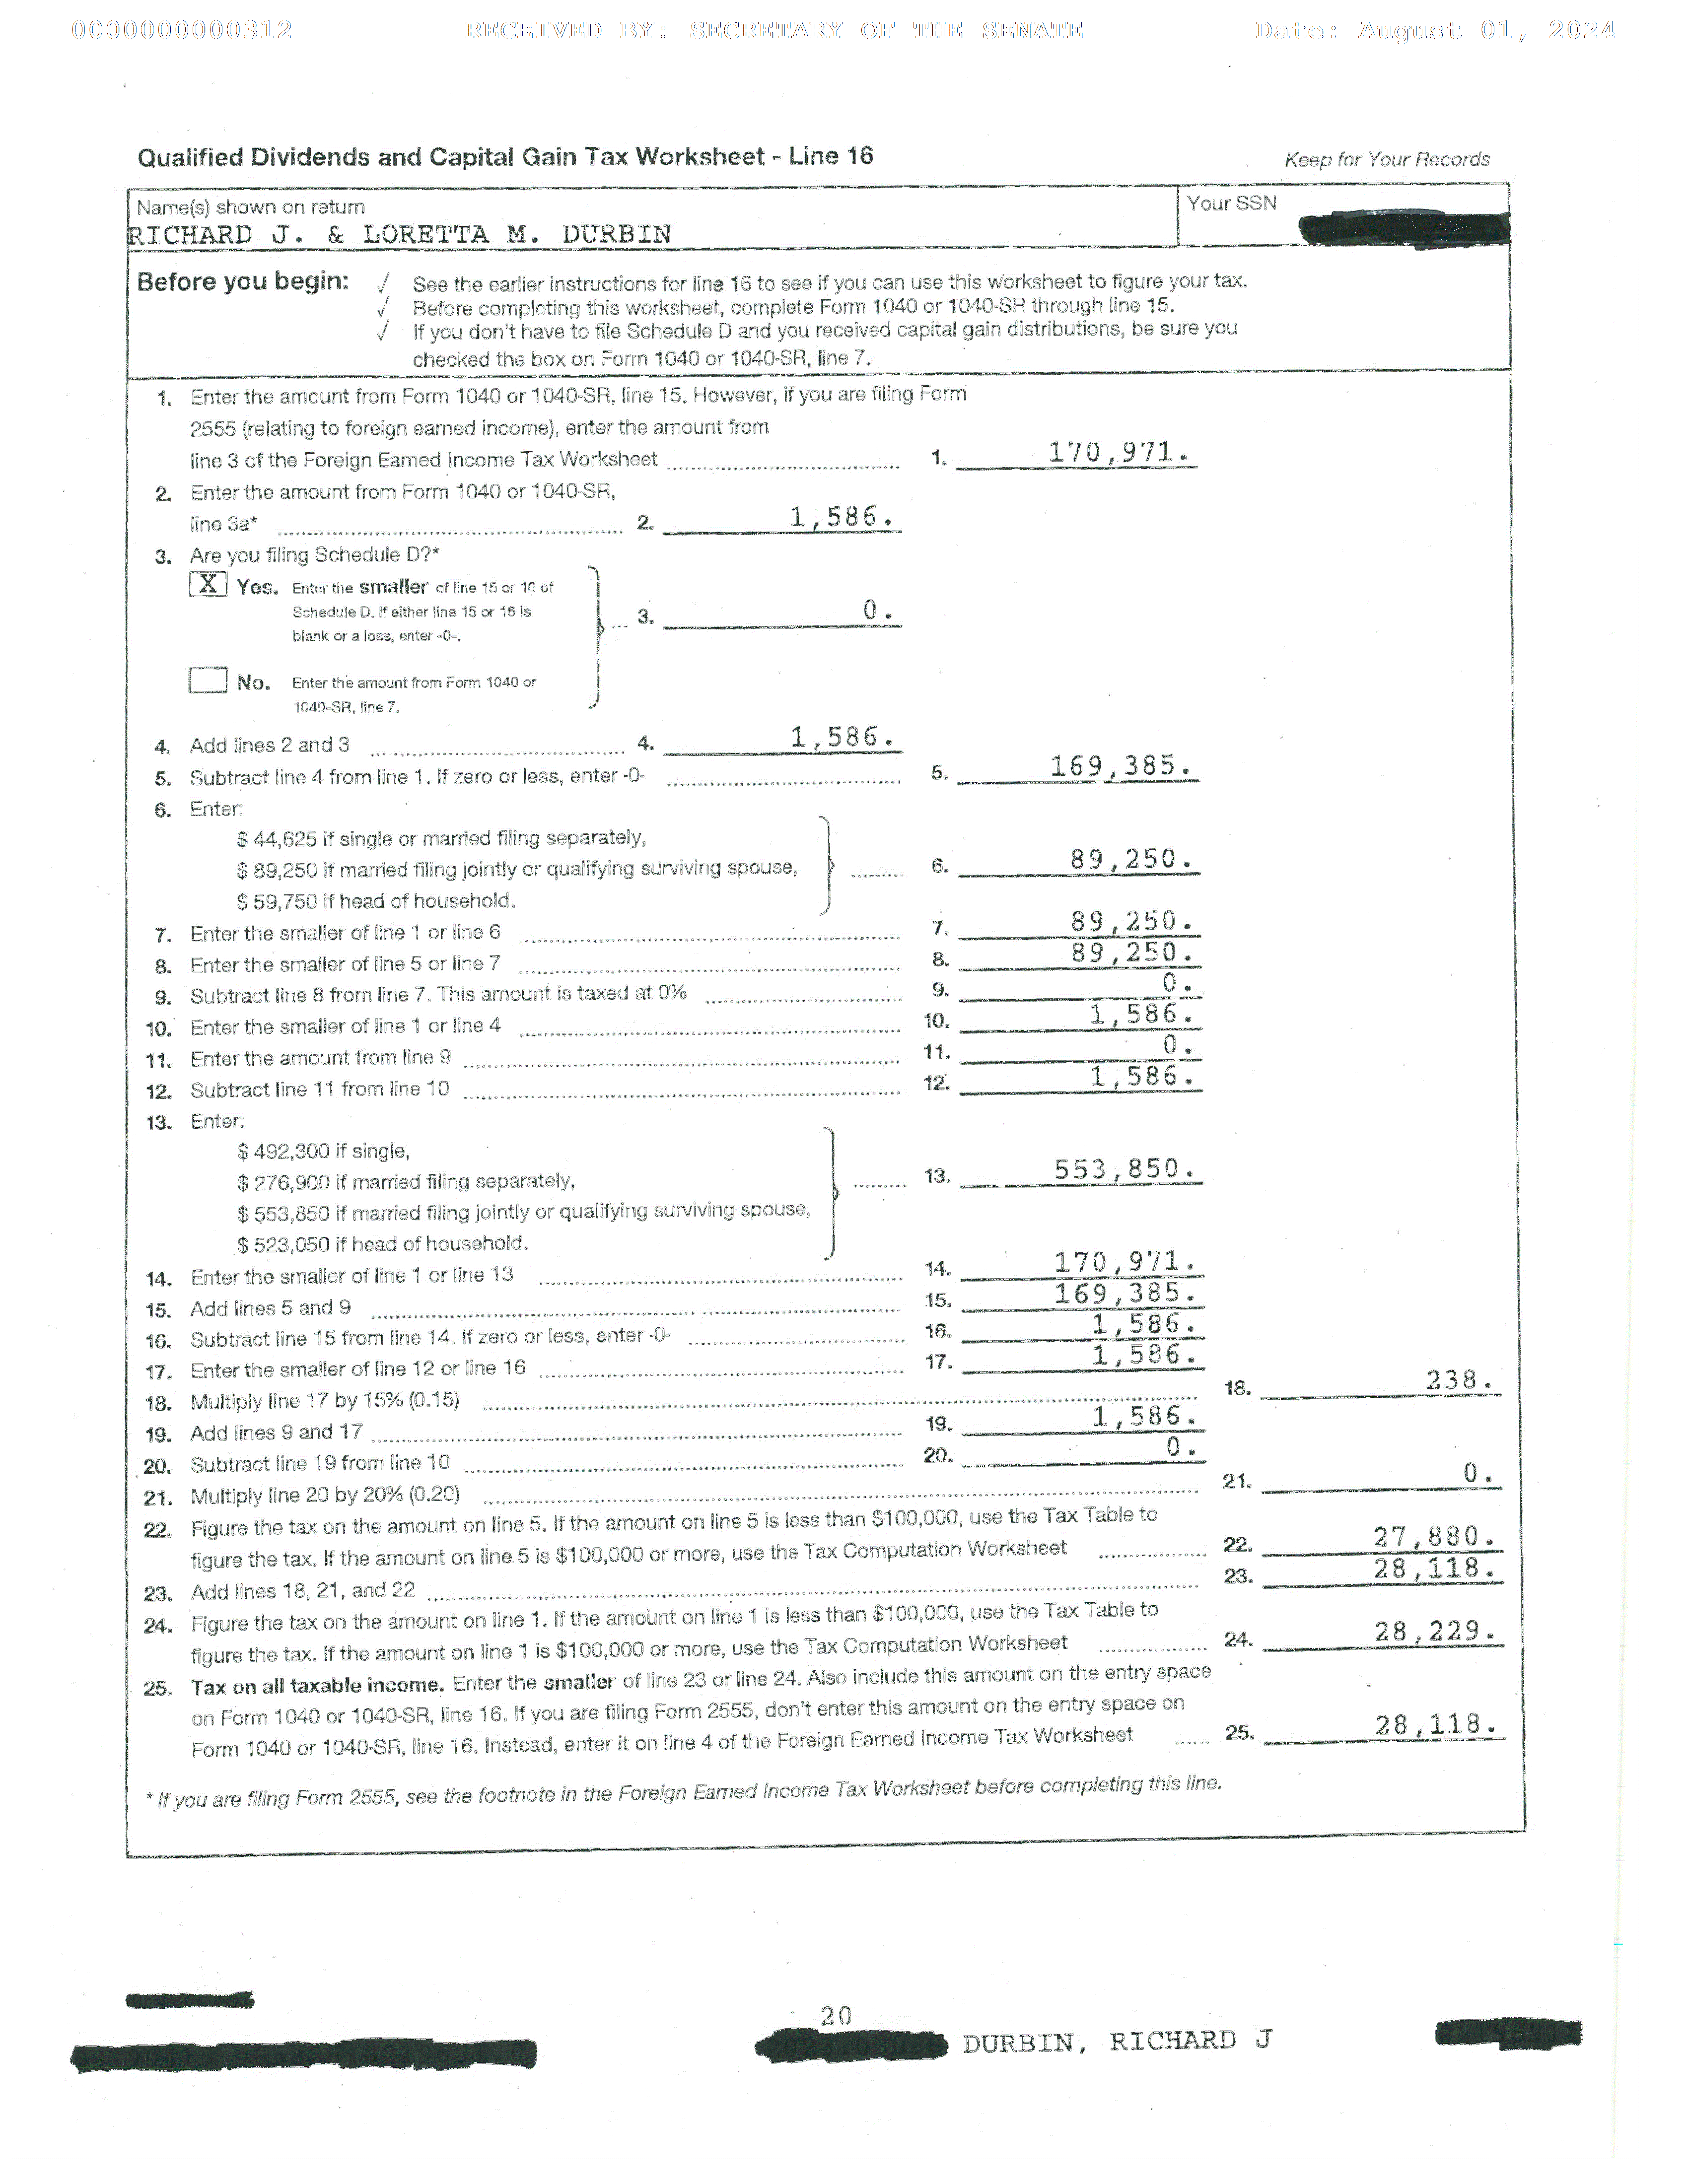 0000000000312 RECEIVED BY: SECRETARY OF THE SENATE Date: August 01, 2024
Qualified Dividends and Capital Gain Tax Worksheet - Line 16 Keep for Your Records
Name(s) shown on return Your SSN
RICHARD J. & LORETTA M. DURBIN
Before you begin: √ See the earlier instructions for line 16 to see if you can use this worksheet to figure your tax.
√ Before completing this worksheet, complete Form 1040 or 1040-SR through line 15.
√ If you don't have to file Schedule D and you received capital gain distributions, be sure you
checked the box on Form 1040 or 1040-SR, line 7.
1. Enter the amount from Form 1040 or 1040-SR, line 15. However, if you are filing Form
2555 (relating to foreign earned income), enter the amount from
line 3 of the Foreign Earned Income Tax Worksheet 1. 170,971.
2. Enter the amount from Form 1040 or 1040-SR,
line 3a* 2. 1,586.
3. Are you filing Schedule D?*
X Yes. Enter the smaller of line 15 or 16 of
Schedule D. If either line 15 or 16 is
blank or a loss, enter -0-. ... 3. 0.
No. Enter the amount from Form 1040 or
1040-SR, line 7.
4. Add lines 2 and 3 4. 1,586.
5. Subtract line 4 from line 1. If zero or less, enter -0- 5. 169,385.
6. Enter:
$ 44,625 if single or married filing separately,
$ 89,250 if married filing jointly or qualifying surviving spouse, 6. 89,250.
$ 59,750 if head of household.
7. Enter the smaller of line 1 or line 6 7. 89,250.
8. Enter the smaller of line 5 or line 7 8. 89,250.
9. Subtract line 8 from line 7. This amount is taxed at 0% 9. 0.
10. Enter the smaller of line 1 or line 4 10. 1,586.
11. Enter the amount from line 9 11. 0.
12. Subtract line 11 from line 10 12. 1,586.
13. Enter:
$ 492,300 if single,
$ 276,900 if married filing separately, 13. 553,850.
$ 553,850 if married filing jointly or qualifying surviving spouse,
$ 523,050 if head of household.
14. Enter the smaller of line 1 or line 13 14. 170,971.
15. Add lines 5 and 9 15. 169,385.
16. Subtract line 15 from line 14. If zero or less, enter -0- 16. 1,586.
17. Enter the smaller of line 12 or line 16 17. 1,586.
18. Multiply line 17 by 15% (0.15) 18. 238.
19. Add lines 9 and 17 19. 1,586.
20. Subtract line 19 from line 10 20. 0.
21. Multiply line 20 by 20% (0.20) 21. 0.
22. Figure the tax on the amount on line 5. If the amount on line 5 is less than $100,000, use the Tax Table to
figure the tax. If the amount on line 5 is $100,000 or more, use the Tax Computation Worksheet 22. 27,880.
23. Add lines 18, 21, and 22 23. 28,118.
24. Figure the tax on the amount on line 1. If the amount on line 1 is less than $100,000, use the Tax Table to
figure the tax. If the amount on line 1 is $100,000 or more, use the Tax Computation Worksheet 24. 28,229.
25. Tax on all taxable income. Enter the smaller of line 23 or line 24. Also include this amount on the entry space
on Form 1040 or 1040-SR, line 16. If you are filing Form 2555, don't enter this amount on the entry space on
Form 1040 or 1040-SR, line 16. Instead, enter it on line 4 of the Foreign Earned Income Tax Worksheet 25. 28,118.
* If you are filing Form 2555, see the footnote in the Foreign Earned Income Tax Worksheet before completing this line.
20
DURBIN, RICHARD J